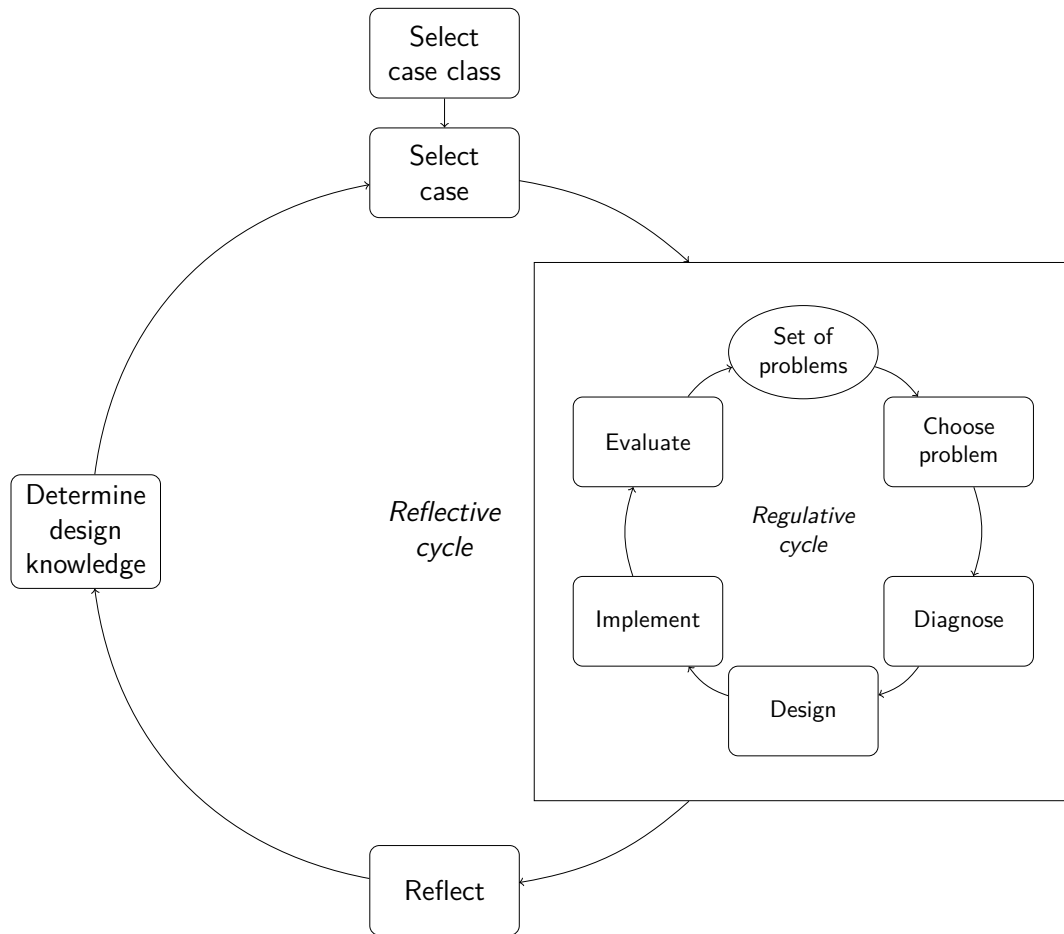 Select
case class
Select
case
Set of
problems
Evaluate
Choose
problem
Determine
design
knowledge
Reflective
cycle
Regulative
cycle
Implement
Diagnose
Design
Reflect